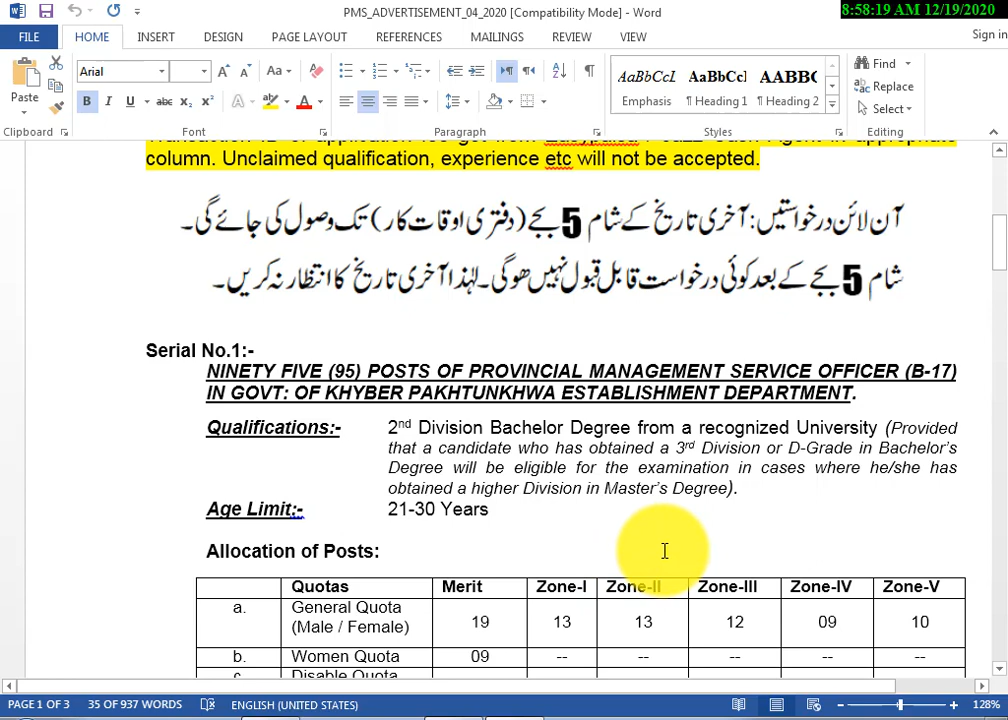 PMS_ADVERTISEMENT_04_2020 [Compatibility Mode] - Word
8:58:19 AM 12/19/2020
FILE HOME INSERT DESIGN PAGE LAYOUT REFERENCES MAILINGS REVIEW VIEW Sign in
Paste
Arial
Aa
B I U abc x₂ x² A A
AaBbCcI AaBbCcI AABBC
Emphasis ¶ Heading 1 ¶ Heading 2
Find
Replace
Select
Clipboard Font Paragraph Styles Editing
column. Unclaimed qualification, experience etc will not be accepted.
آن لائن درخواستیں: آخری تاریخ کے شام 5 بجے (دفتری اوقات کار) تک وصول کی جائے گی۔
شام 5 بجے کے بعد کوئی درخواست قابل قبول نہیں ہوگی۔ لہٰذا آخری تاریخ کا انتظار نہ کریں۔
Serial No.1:-
NINETY FIVE (95) POSTS OF PROVINCIAL MANAGEMENT SERVICE OFFICER (B-17)
IN GOVT: OF KHYBER PAKHTUNKHWA ESTABLISHMENT DEPARTMENT.
Qualifications:- 2nd Division Bachelor Degree from a recognized University (Provided
that a candidate who has obtained a 3rd Division or D-Grade in Bachelor's
Degree will be eligible for the examination in cases where he/she has
obtained a higher Division in Master's Degree).
Age Limit:- 21-30 Years
Allocation of Posts:
Quotas Merit Zone-I Zone-II Zone-III Zone-IV Zone-V
a. General Quota
(Male / Female) 19 13 13 12 09 10
b. Women Quota 09 -- -- -- -- --
PAGE 1 OF 3 35 OF 937 WORDS ENGLISH (UNITED STATES) 128%